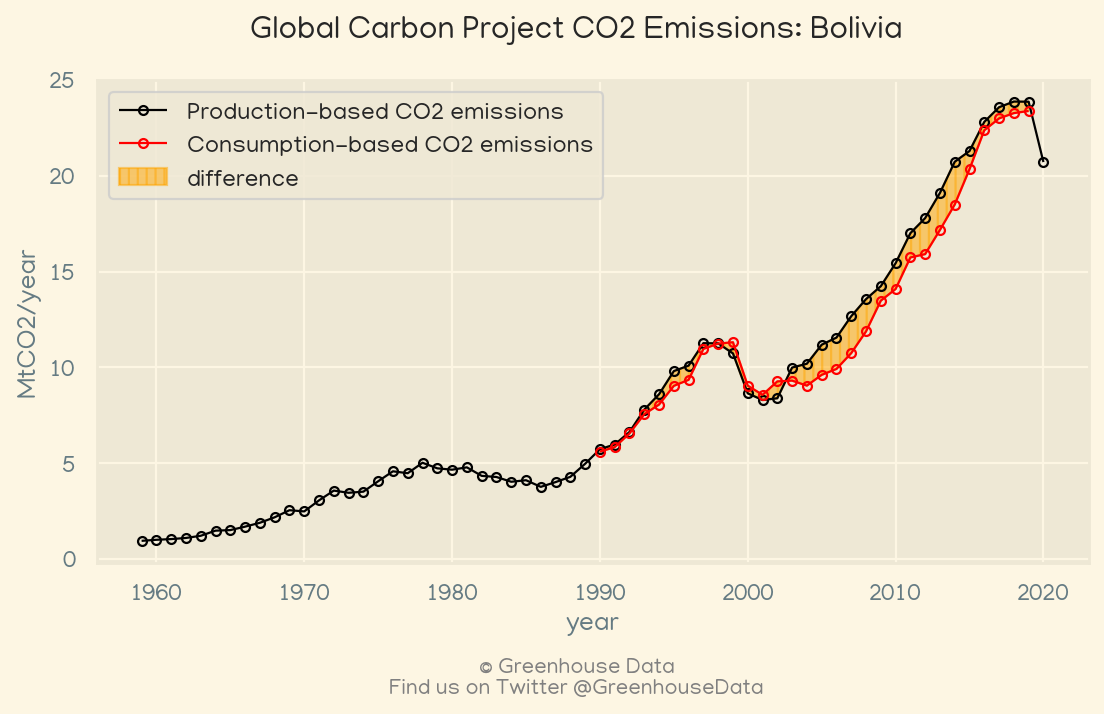 Global Carbon Project CO2 Emissions: Bolivia
Production-based CO2 emissions
Consumption-based CO2 emissions
difference
MtCO2/year
25
20
15
10
5
0
1960 1970 1980 1990 2000 2010 2020
year
© Greenhouse Data
Find us on Twitter @GreenhouseData